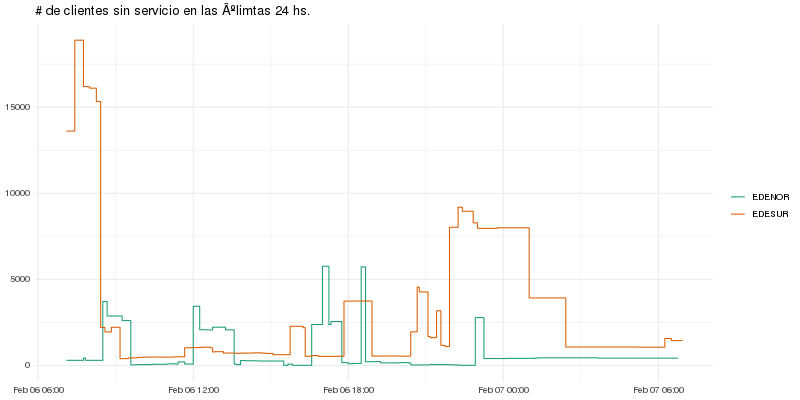 # de clientes sin servicio en las Ãºlimtas 24 hs.
15000
10000
5000
0
Feb 06 06:00
Feb 06 12:00
Feb 06 18:00
Feb 07 00:00
Feb 07 06:00
EDENOR
EDESUR